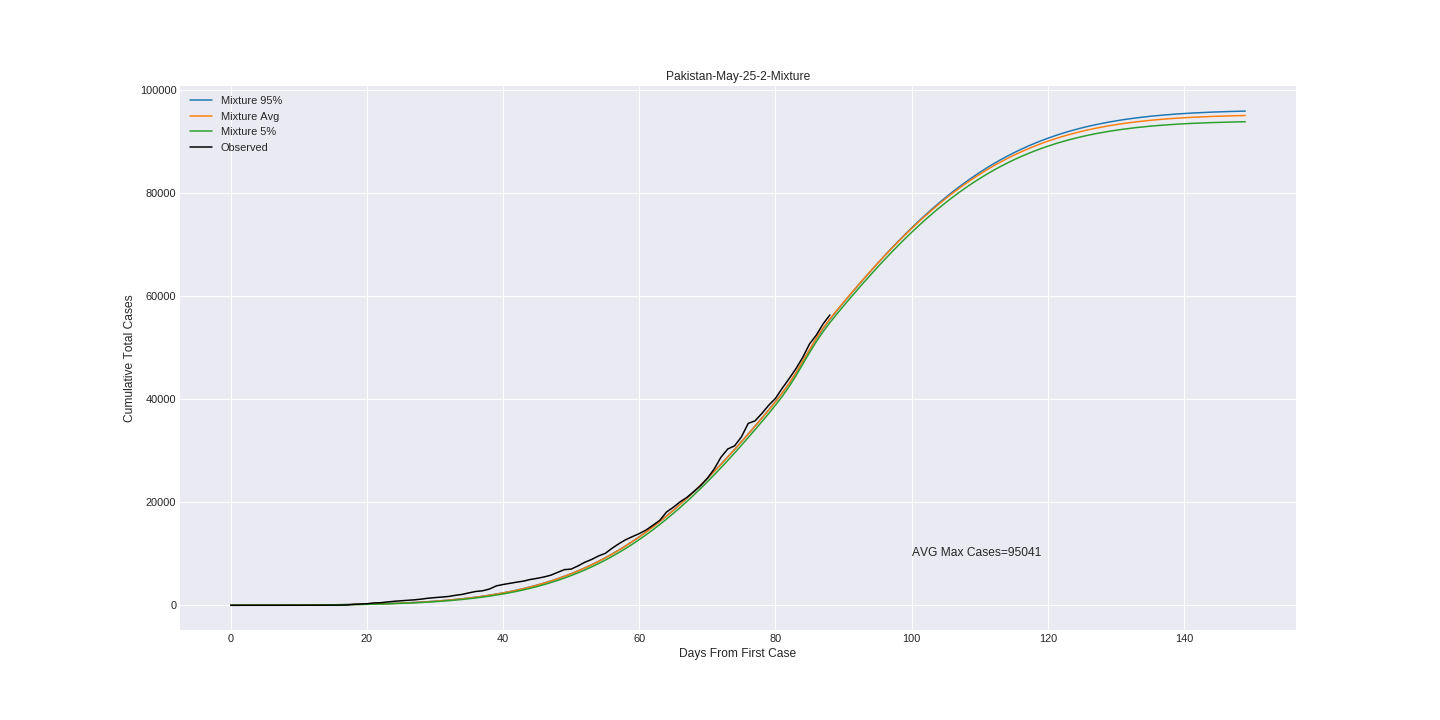 Pakistan-May-25-2-Mixture
100000
80000
60000
40000
20000
0
Cumulative Total Cases
Mixture 95%
Mixture Avg
Mixture 5%
Observed
AVG Max Cases=95041
0 20 40 60 80 100 120 140
Days From First Case